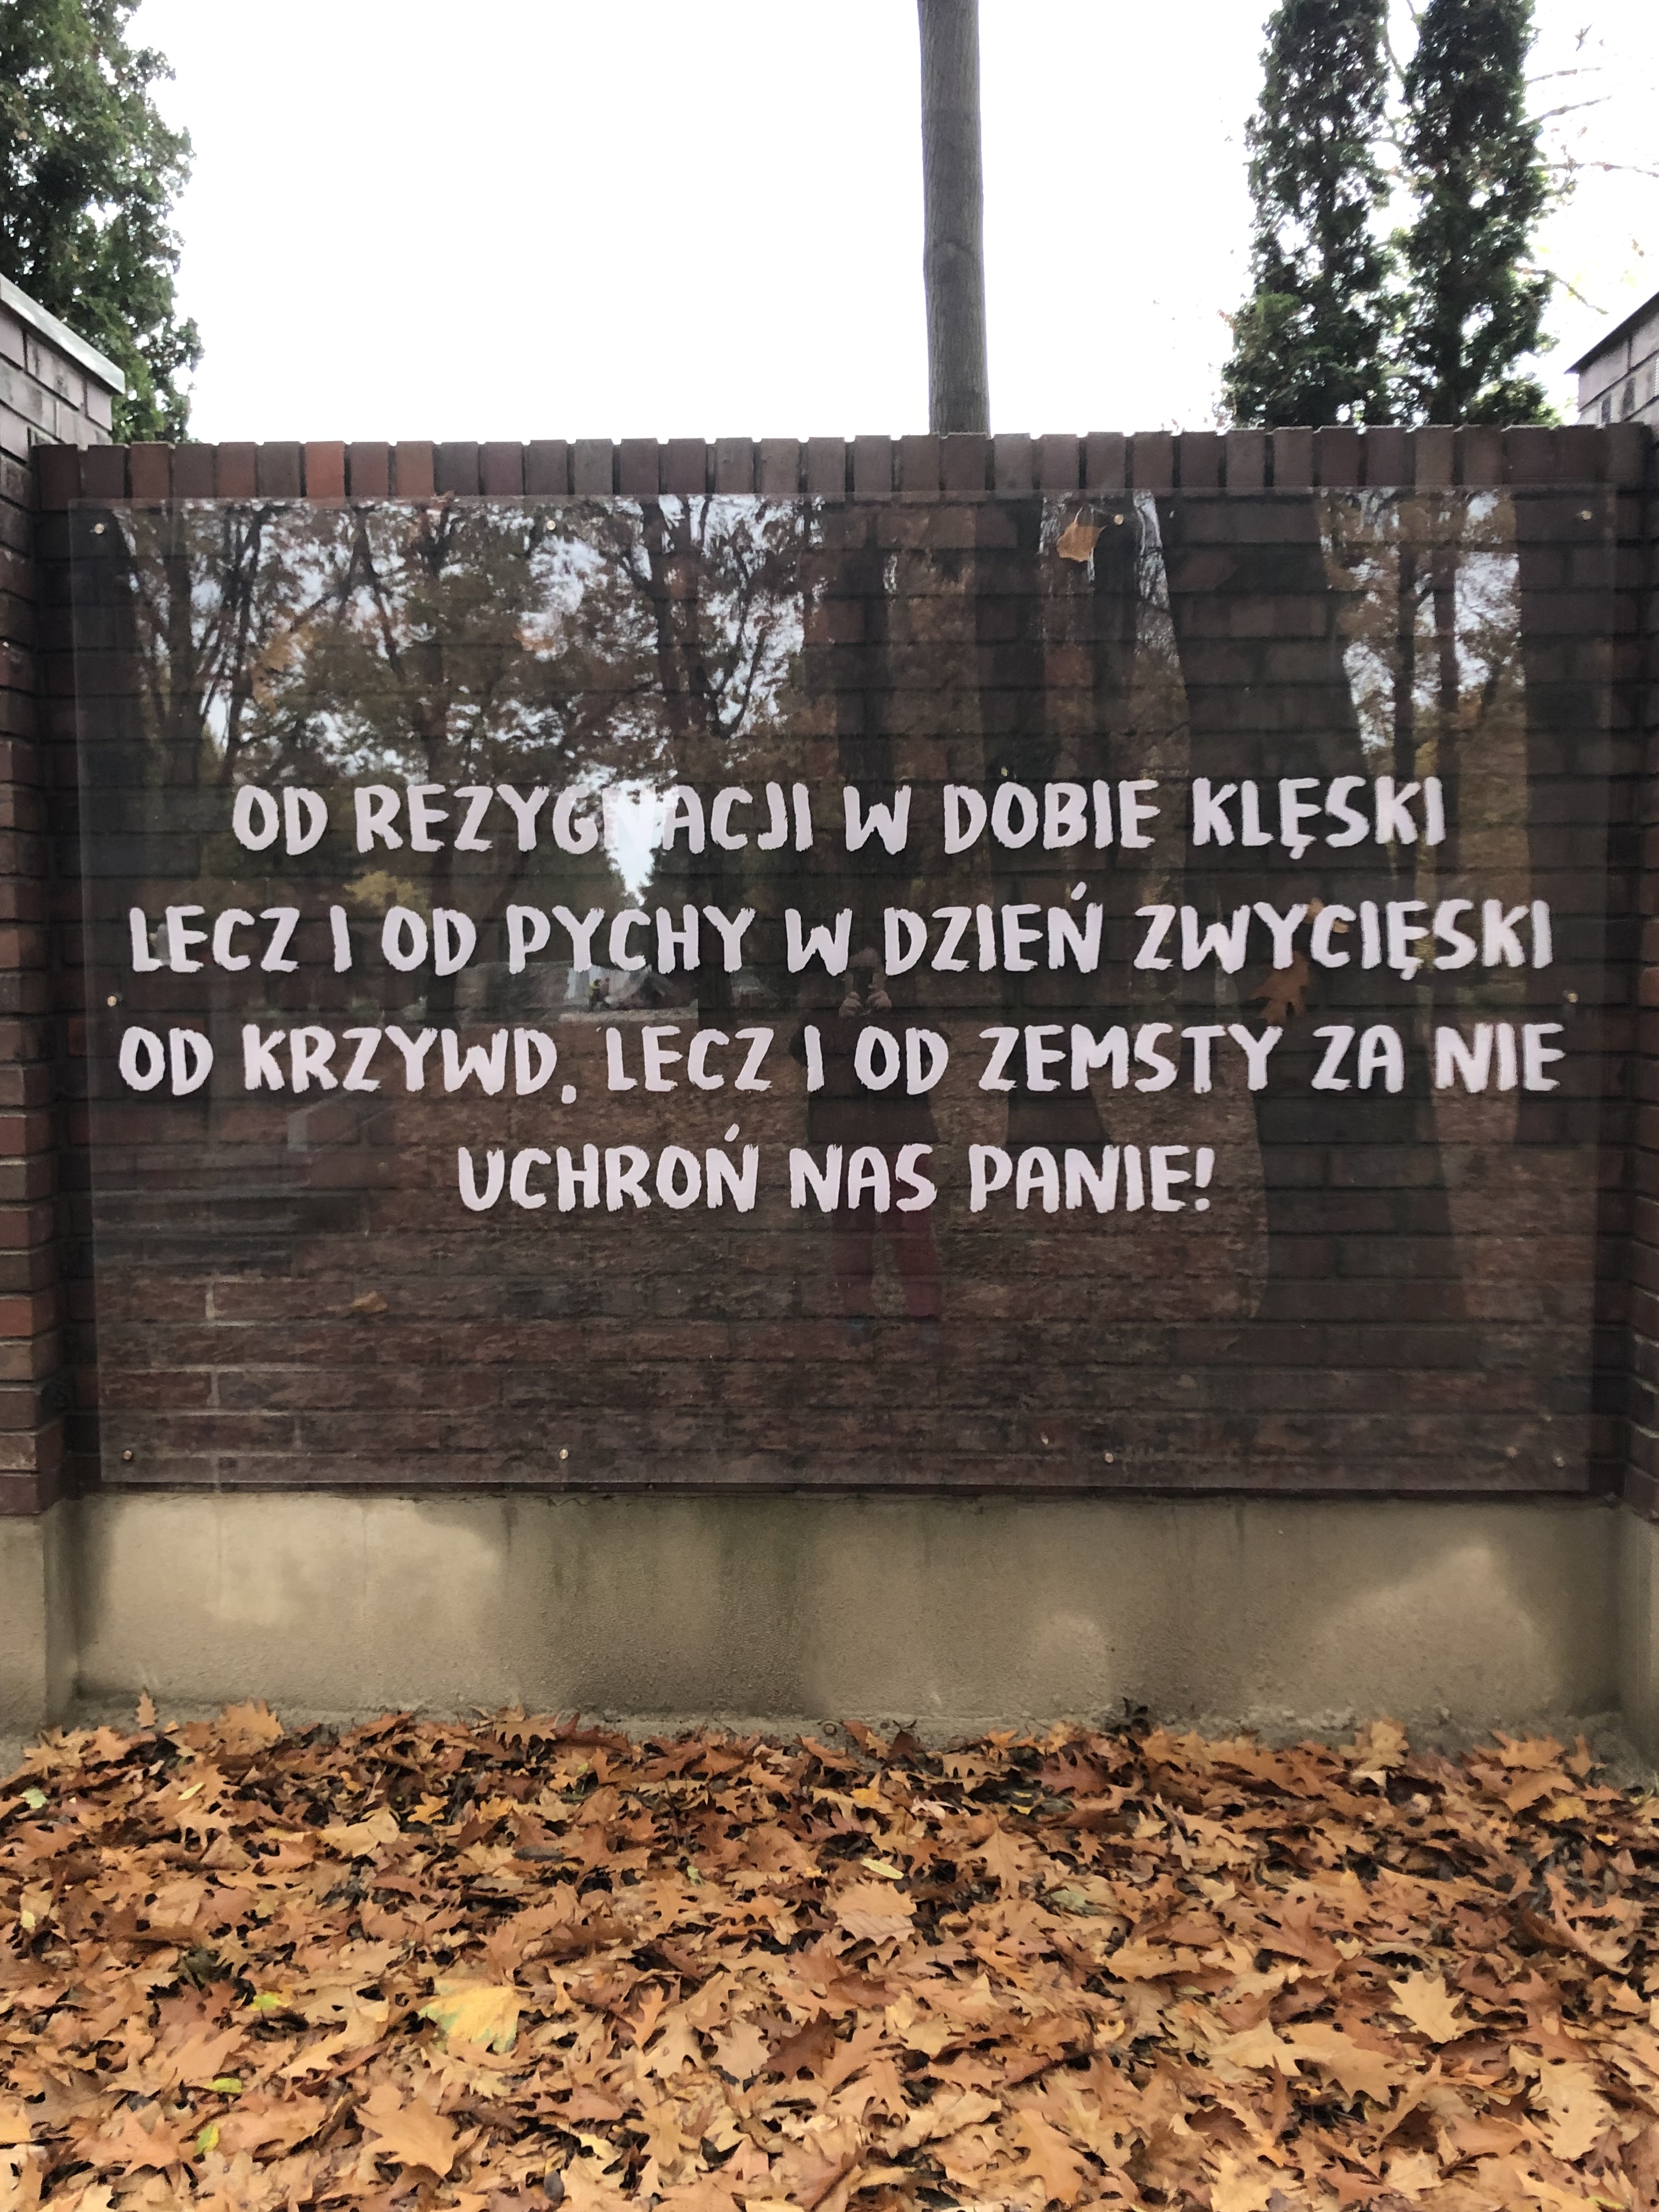 OD REZYGNACJI W DOBIE KLĘSKI
LECZ I OD PYCHY W DZIEŃ ZWYCIĘSKI
OD KRZYWD, LECZ I OD ZEMSTY ZA NIE
UCHROŃ NAS PANIE!